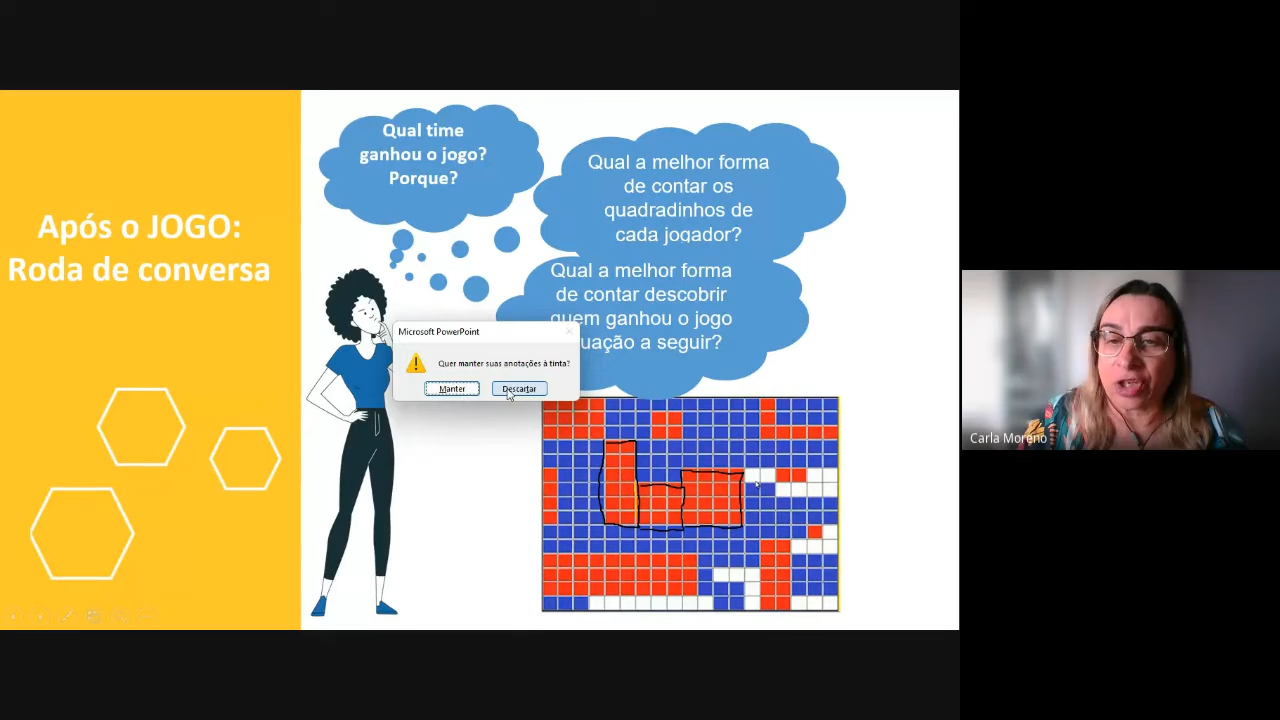 Após o JOGO:
Roda de conversa
Qual time
ganhou o jogo?
Porque?
Qual a melhor forma
de contar os
quadradinhos de
cada jogador?
Qual a melhor forma
de contar descobrir
quem ganhou o jogo
uação a seguir?
Microsoft PowerPoint
Quer manter suas anotações à tinta?
Manter
Descartar
Carla Moreno